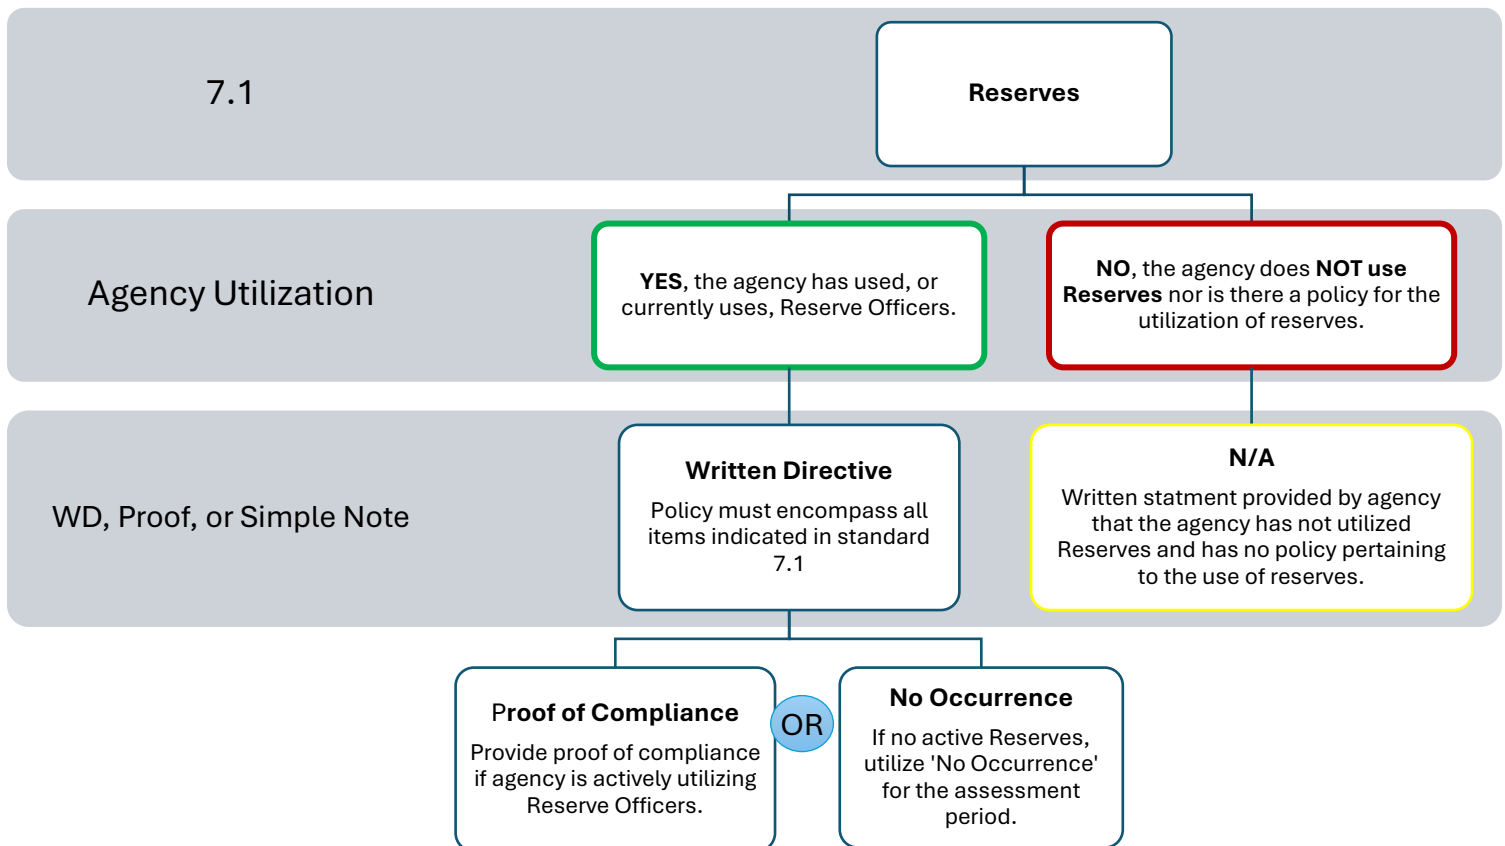 7.1
Reserves
Agency Utilization
YES, the agency has used, or
currently uses, Reserve Officers.
NO, the agency does NOT use
Reserves nor is there a policy for the
utilization of reserves.
WD, Proof, or Simple Note
Written Directive
Policy must encompass all
items indicated in standard
7.1
N/A
Written statment provided by agency
that the agency has not utilized
Reserves and has no policy pertaining
to the use of reserves.
Proof of Compliance
Provide proof of compliance
if agency is actively utilizing
Reserve Officers.
OR
No Occurrence
If no active Reserves,
utilize 'No Occurrence'
for the assessment
period.